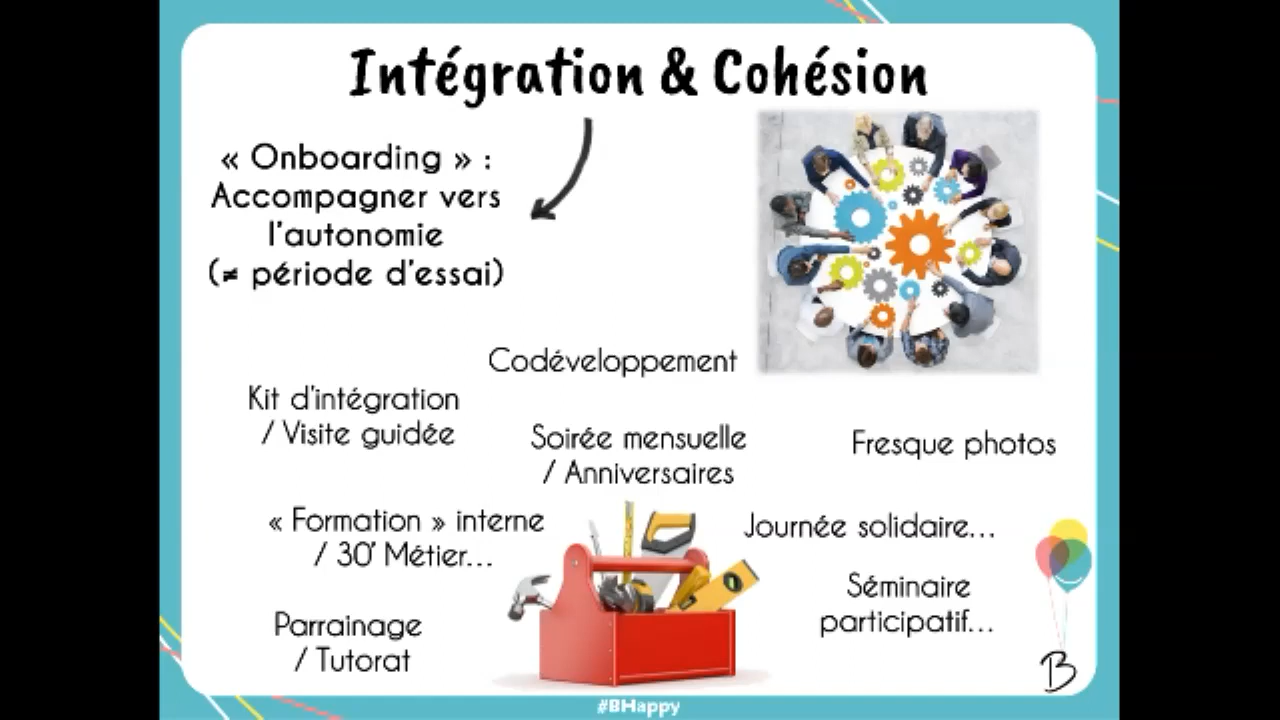 Intégration & Cohésion
« Onboarding » :
Accompagner vers
l'autonomie
(≠ période d'essai)
Codéveloppement
Kit d'intégration
/ Visite guidée
Soirée mensuelle
/ Anniversaires
Fresque photos
« Formation » interne
/ 30' Métier...
Journée solidaire...
Séminaire
participatif...
Parrainage
/ Tutorat
B
#BHappy